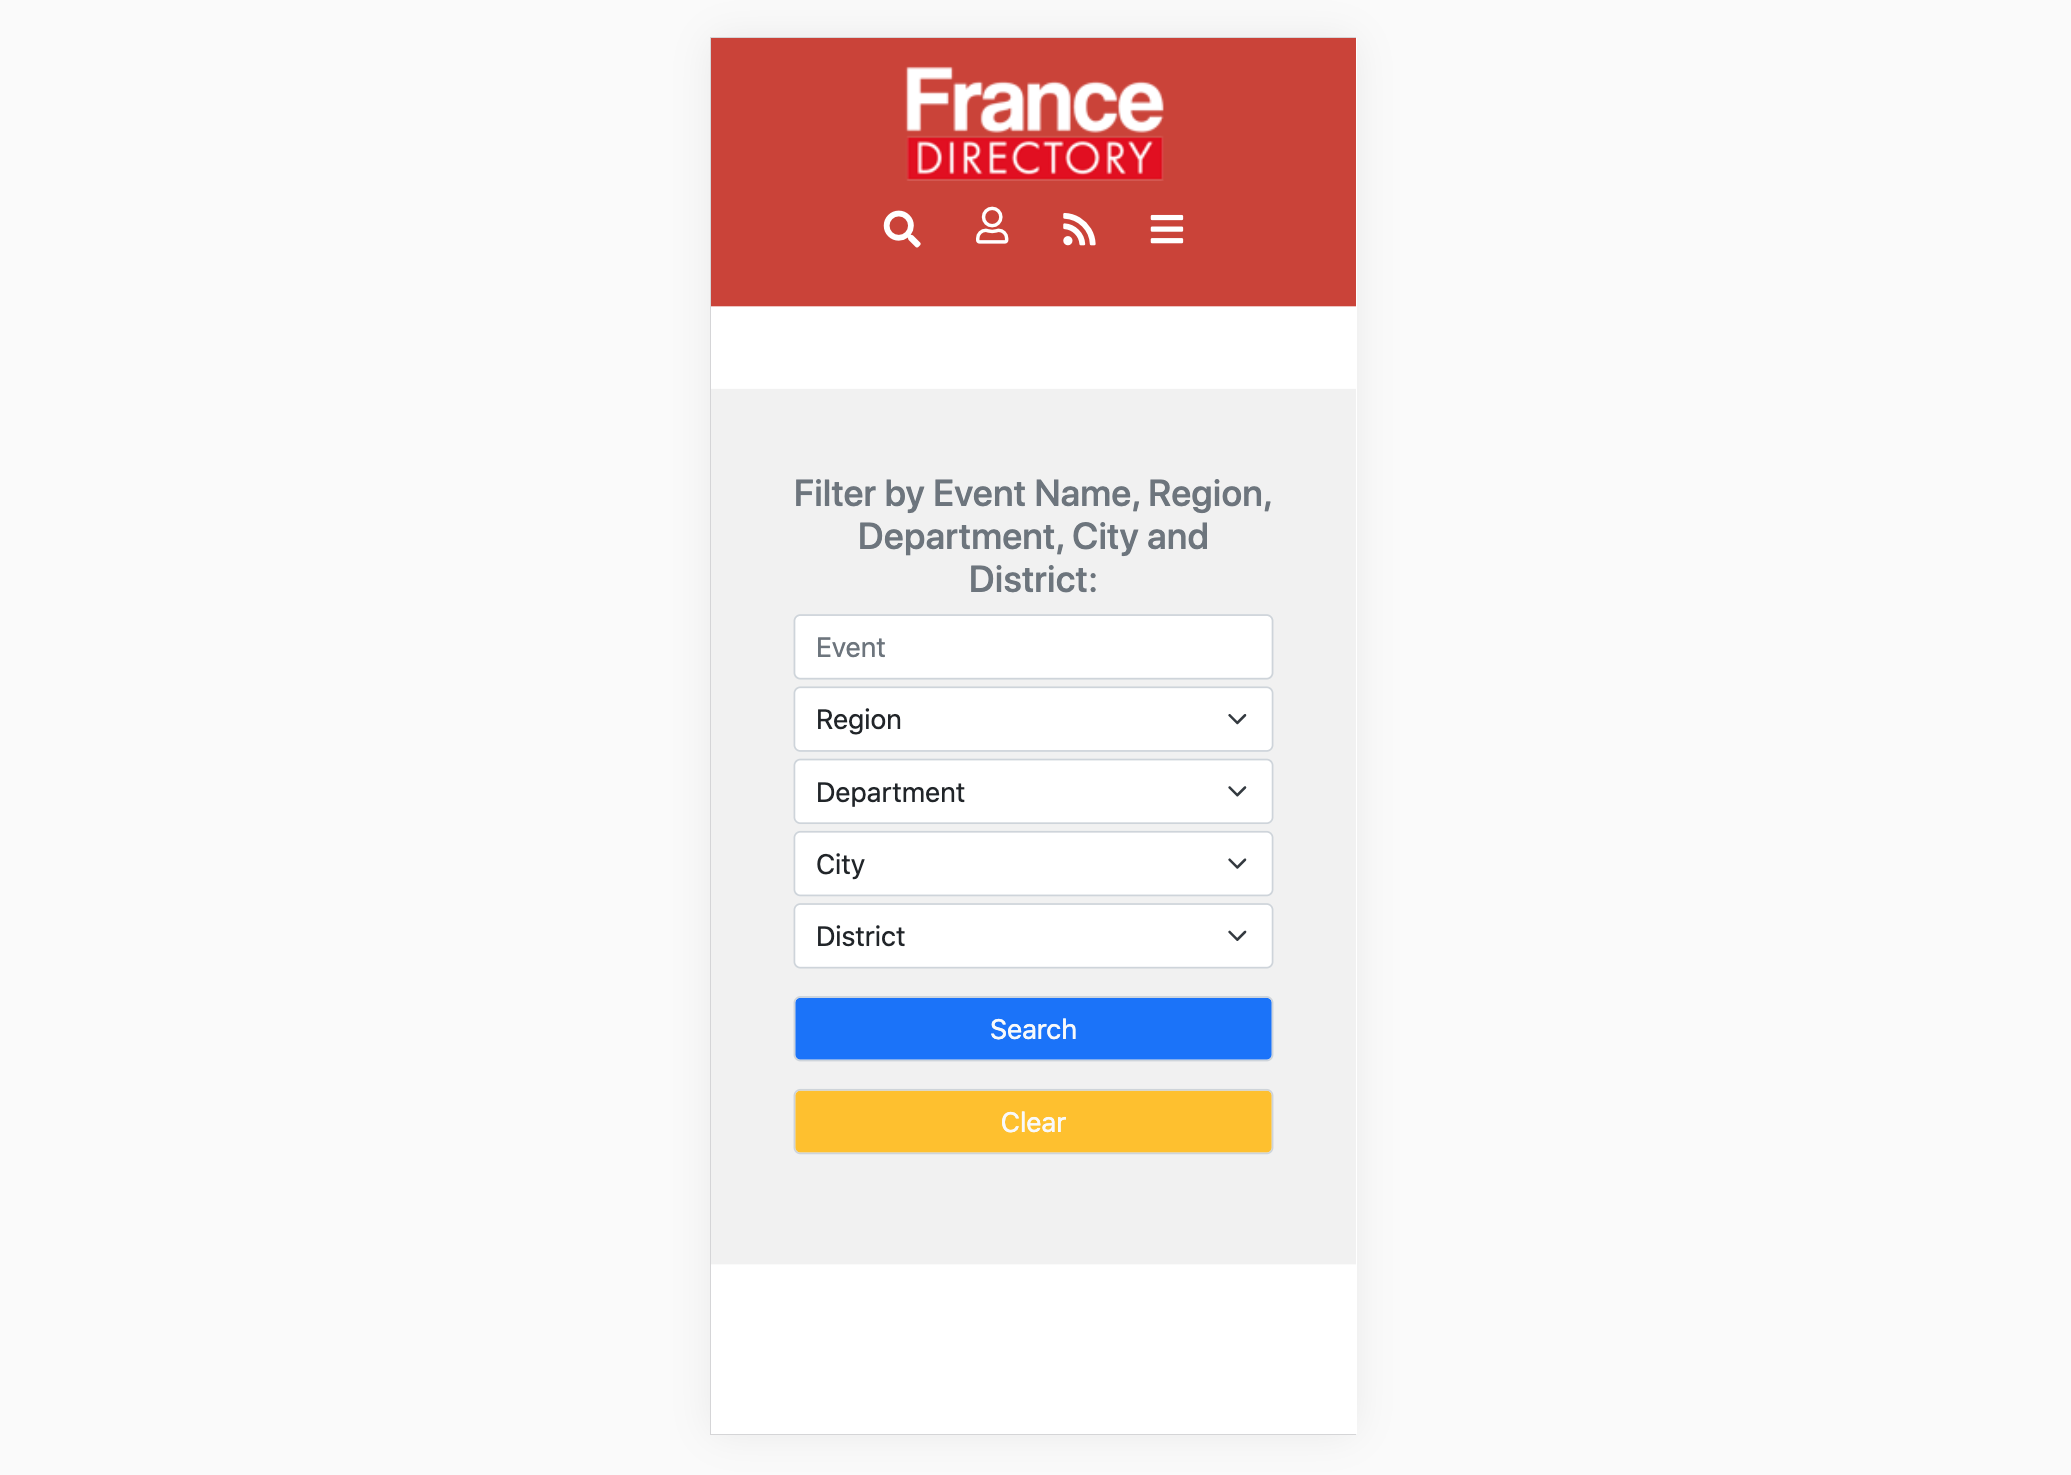 France
DIRECTORY
Filter by Event Name, Region,
Department, City and
District:
Event
Region
Department
City
District
Search
Clear